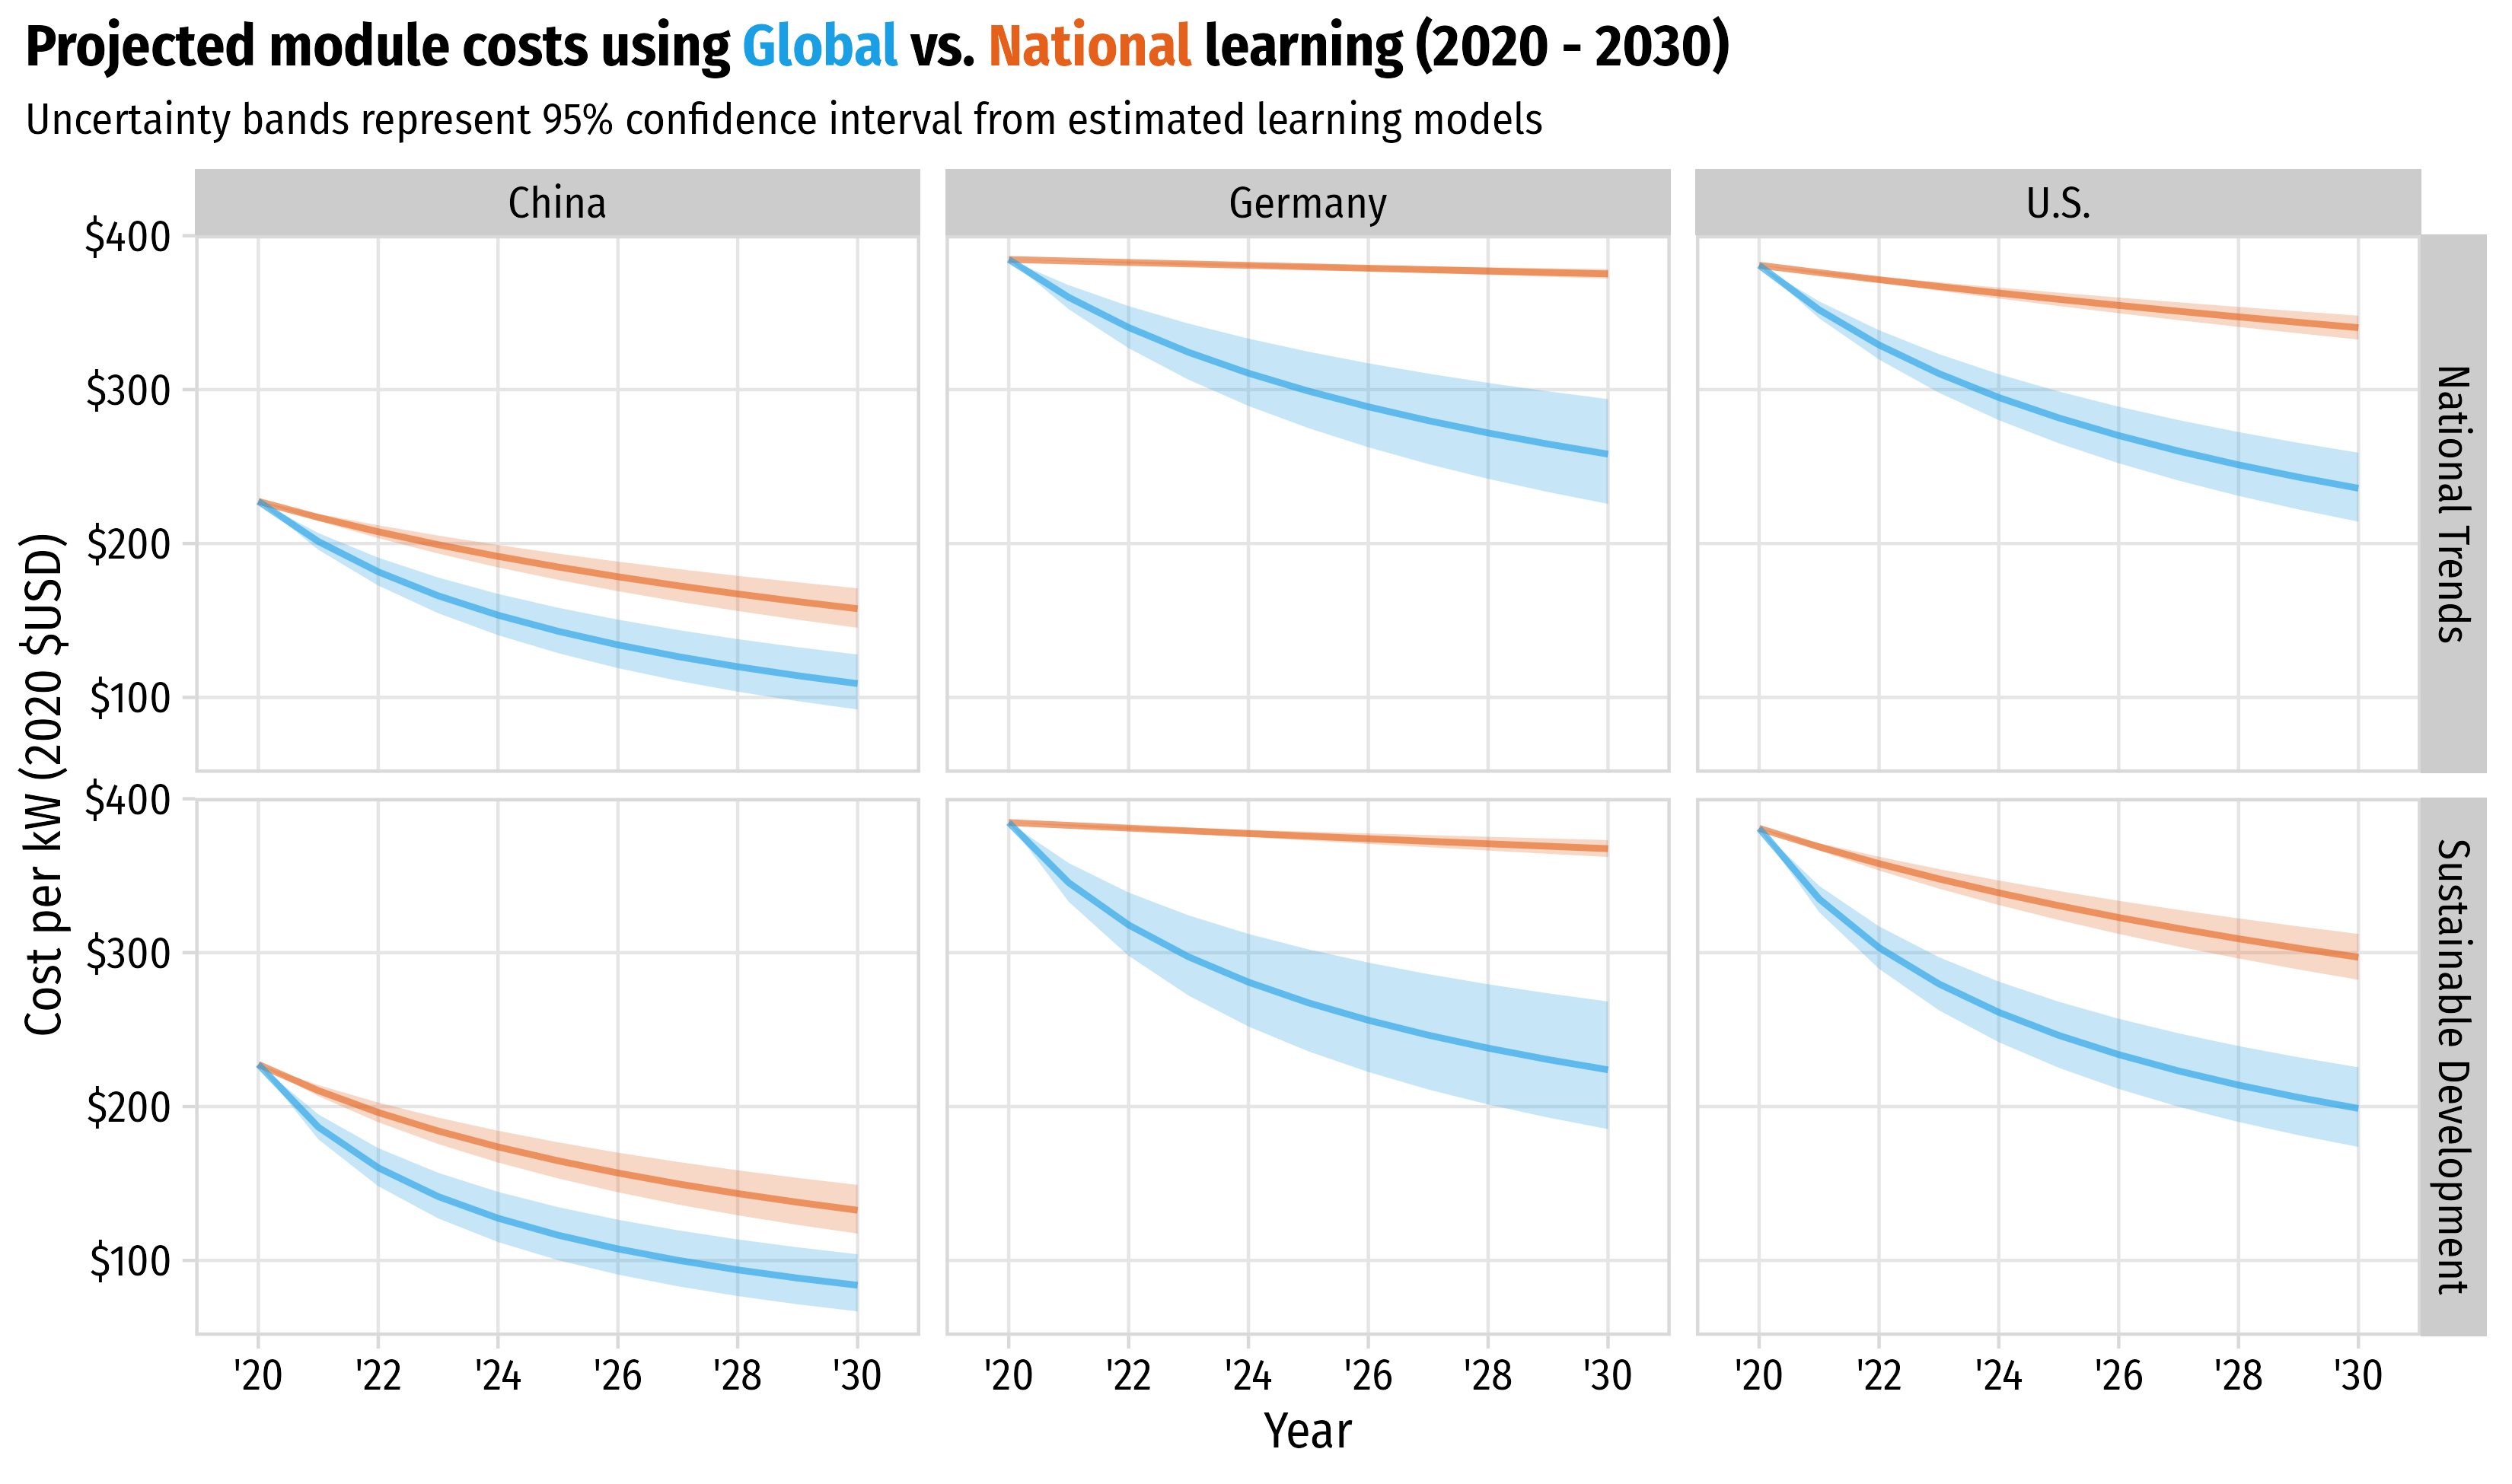 Projected module costs using Global vs. National learning (2020 - 2030)
Uncertainty bands represent 95% confidence interval from estimated learning models
China
Germany
U.S.
Cost per kW (2020 $USD)
$400
$300
$200
$100
National Trends
$400
$300
$200
$100
Sustainable Development
'20 '22 '24 '26 '28 '30
'20 '22 '24 '26 '28 '30
'20 '22 '24 '26 '28 '30
Year